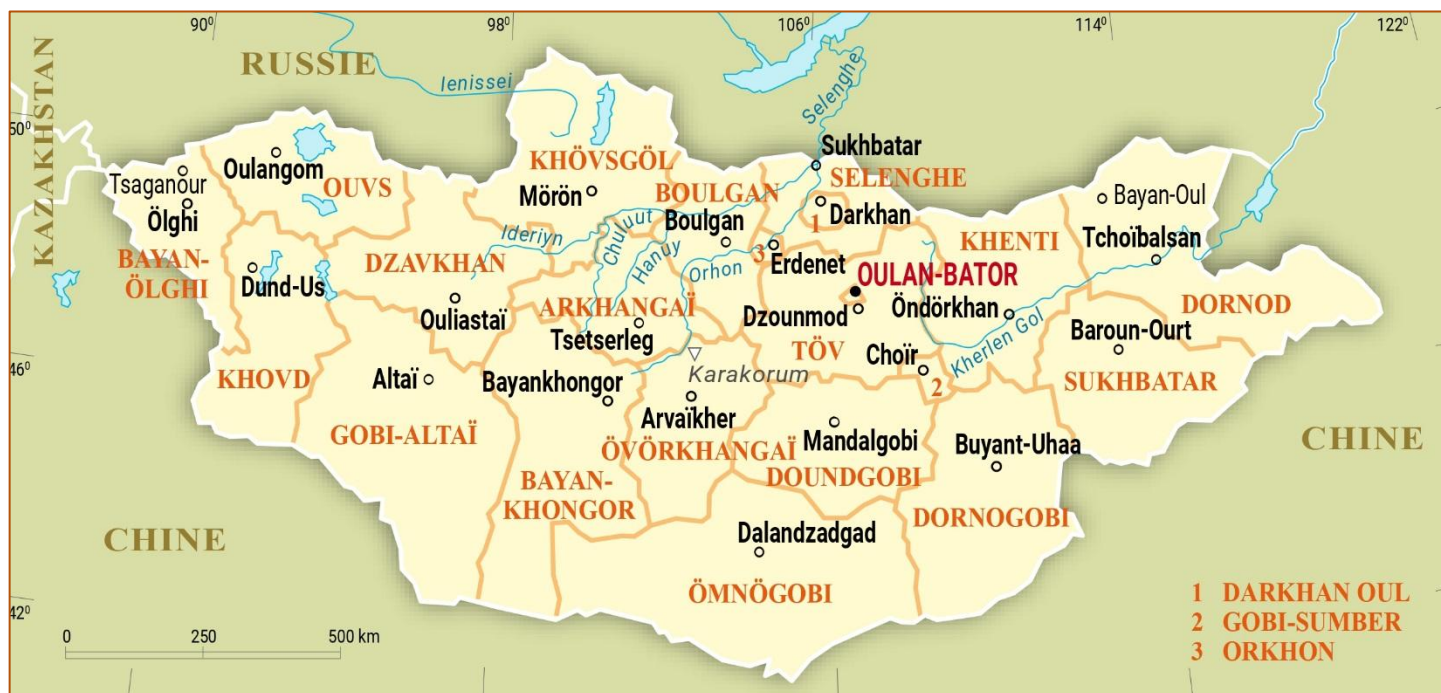 90⁰
98⁰
106⁰
114⁰
122⁰
KAZAKHSTAN
RUSSIE
Ienissei
Selenghe
50⁰
Sukhbatar
Oulangom
KHÖVSGÖL
SELENGHE
Tsaganour
OUVS
Mörön
BOULGAN
Bayan-Oul
Ölghi
Darkhan
1
Boulgan
Tchoïbalsan
Ideriyn
Chuluut
Hanuy
KHENTI
BAYAN-
ÖLGHI
DZAVKHAN
Orhon
3
Erdenet
Dund-Us
OULAN-BATOR
DORNOD
Ouliastaï
ARKHANGAÏ
Dzounmod
Öndörkhan
Tsetserleg
TÖV
Choïr
Kherlen Gol
Baroun-Ourt
46⁰
KHOVD
Altaï
Bayankhongor
Karakorum
2
SUKHBATAR
Arvaïkher
GOBI-ALTAÏ
ÖVÖRKHANGAÏ
Mandalgobi
Buyant-Uhaa
CHINE
DOUNDGOBI
BAYAN-
KHONGOR
DORNOGOBI
CHINE
Dalandzadgad
ÖMNÖGOBI
42⁰
0 250 500 km
1 DARKHAN OUL
2 GOBI-SUMBER
3 ORKHON